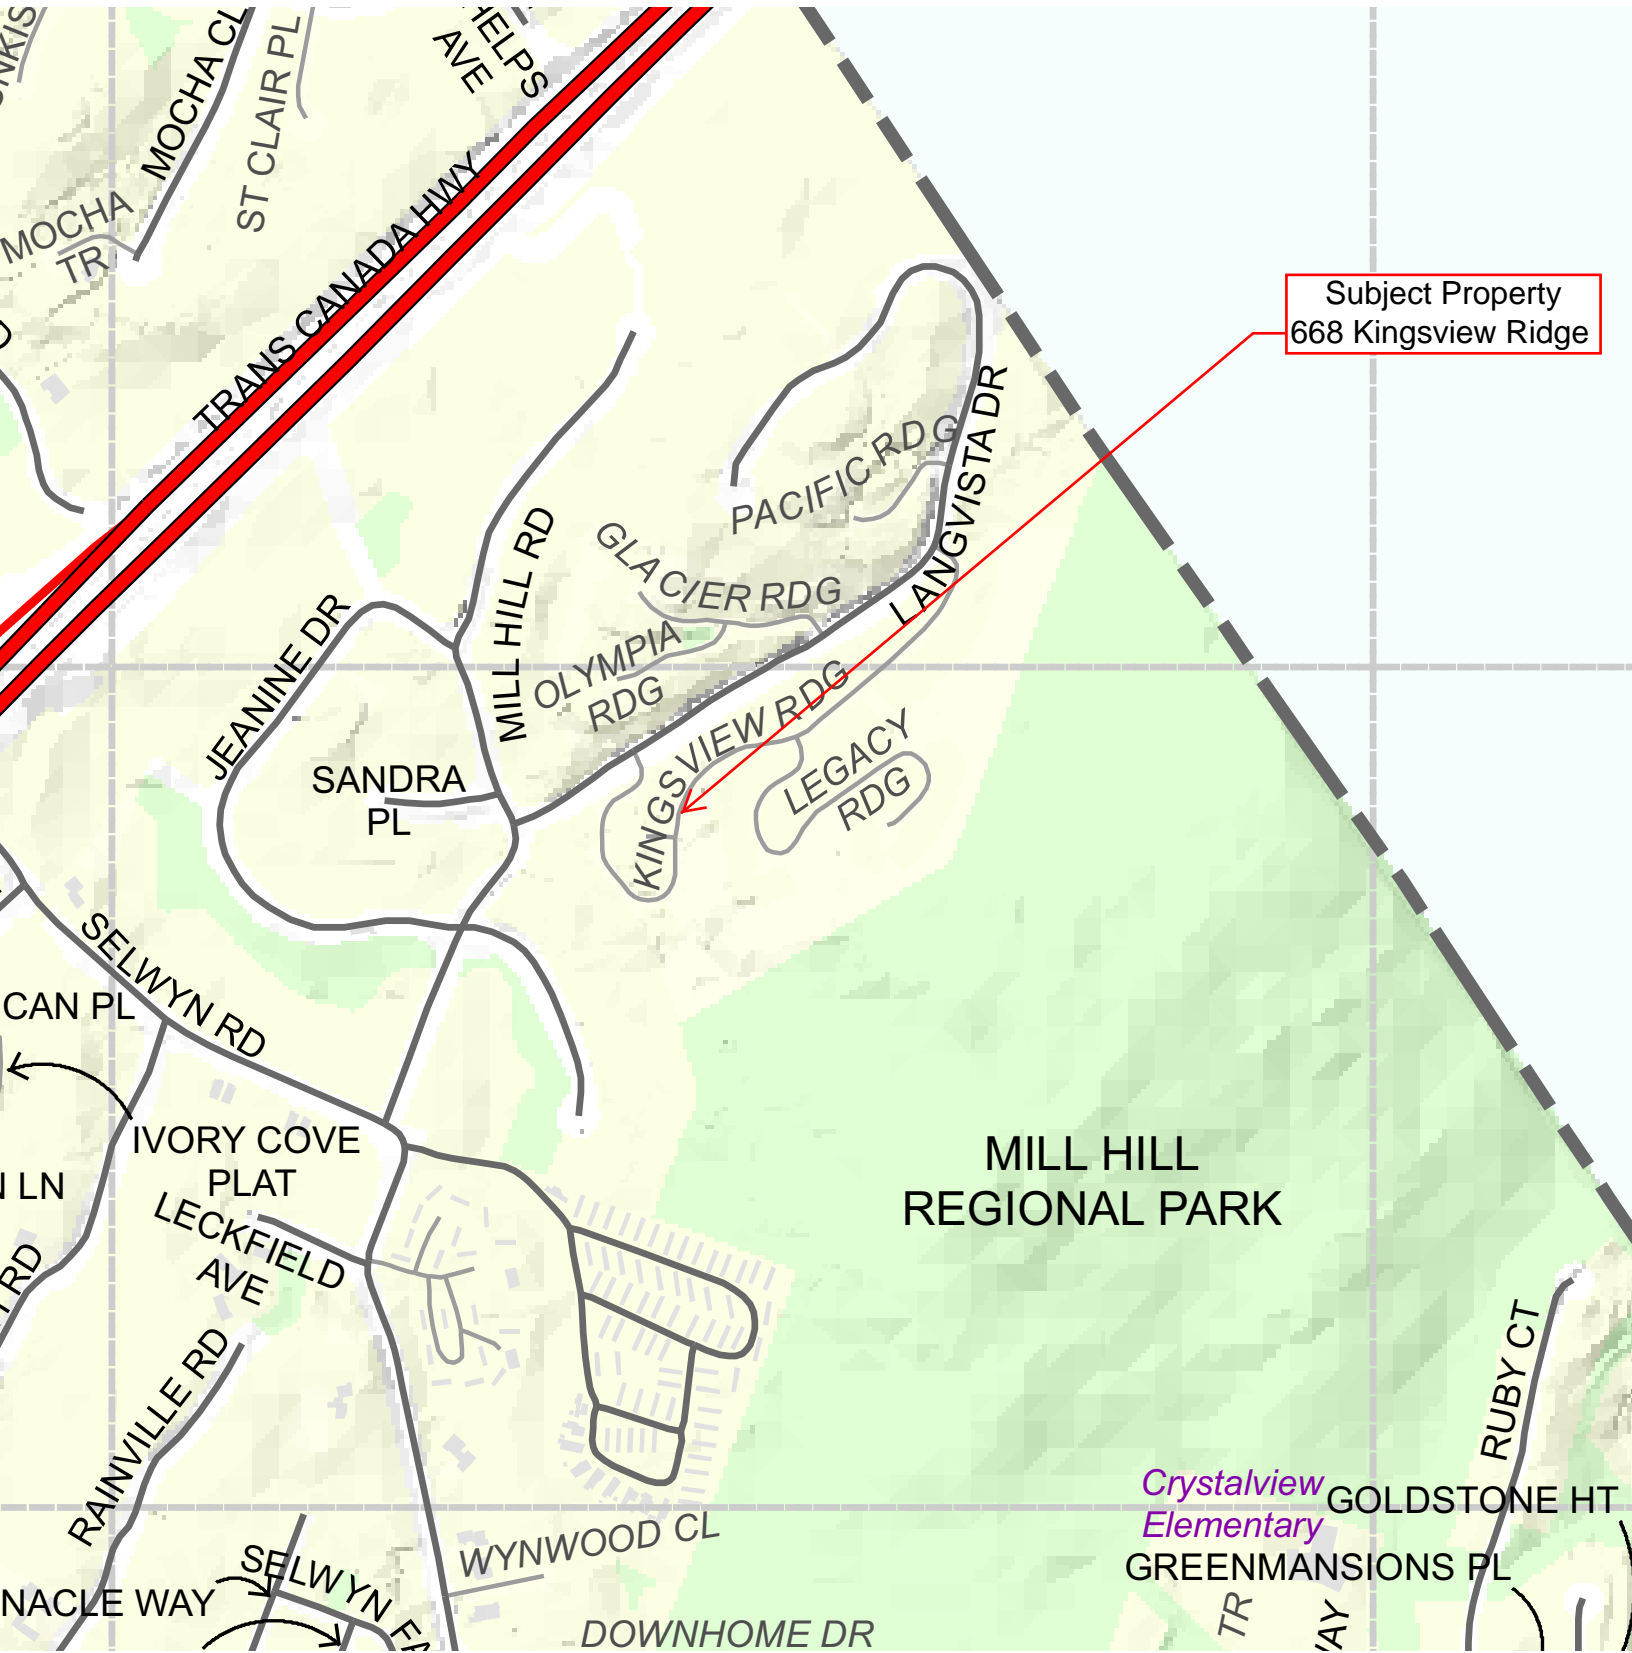 MOCHA CL
ST CLAIR PL
AVE
MOCHA
TR
TRANS CANADA HWY
Subject Property
668 Kingsview Ridge
LANGVISTA DR
PACIFIC RDG
GLACIER RDG
MILL HILL RD
OLYMPIA
RDG
JEANINE DR
KINGSVIEW RDG
LEGACY
RDG
SANDRA
PL
SELWYN RD
CAN PL
IVORY COVE
PLAT
LN
LECKFIELD
AVE
RD
MILL HILL
REGIONAL PARK
RAINVILLE RD
RUBY CT
Crystalview
Elementary
GOLDSTONE HT
GREENMANSIONS PL
WYNWOOD CL
SELWYN
NACLE WAY
DOWNHOME DR
TR